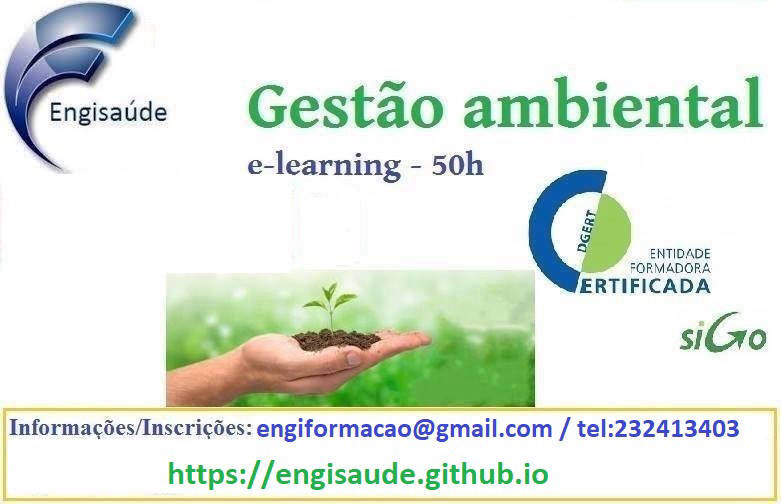 Engisaúde
Gestão ambiental
e-learning - 50h
DGERT
ENTIDADE
FORMADORA
CERTIFICADA
siGo
Informações/Inscrições: engiformacao@gmail.com / tel:232413403
https://engisaude.github.io